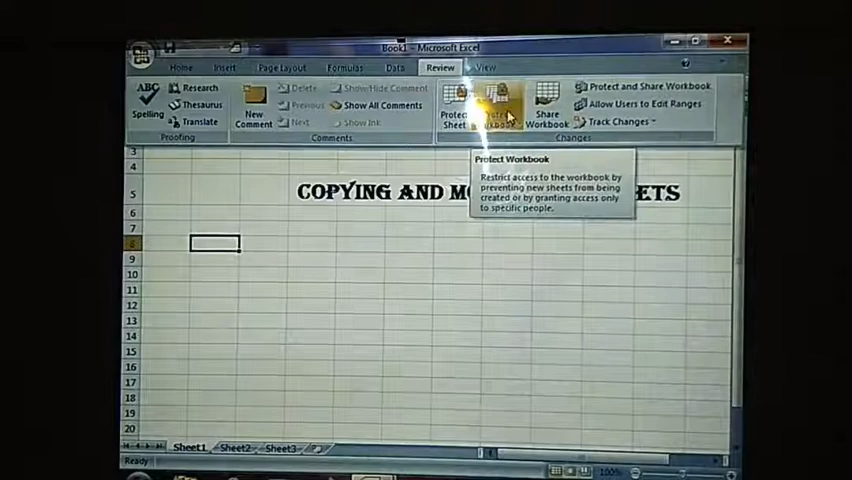 Book1 - Microsoft Excel
Home Insert Page Layout Formulas Data Review View
ABC Spelling
Research
Thesaurus
Translate
Proofing
New Comment
Delete
Previous
Next
Show/Hide Comment
Show All Comments
Show Ink
Comments
Protect Sheet
Workbook
Share Workbook
Protect and Share Workbook
Allow Users to Edit Ranges
Track Changes
Changes
Protect Workbook
Restrict access to the workbook by
preventing new sheets from being
created or by granting access only
to specific people.
3
4
5 COPYING AND ETS
6
7
8
9
10
11
12
13
14
15
16
17
18
19
20
Sheet1 Sheet2 Sheet3
Ready 100%